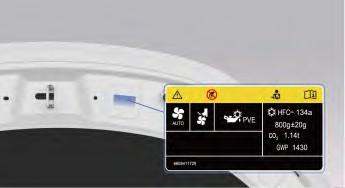 HFC- 134a
AUTO
PVE
800g±20g
CO₂ 1.14t
GWP 1430